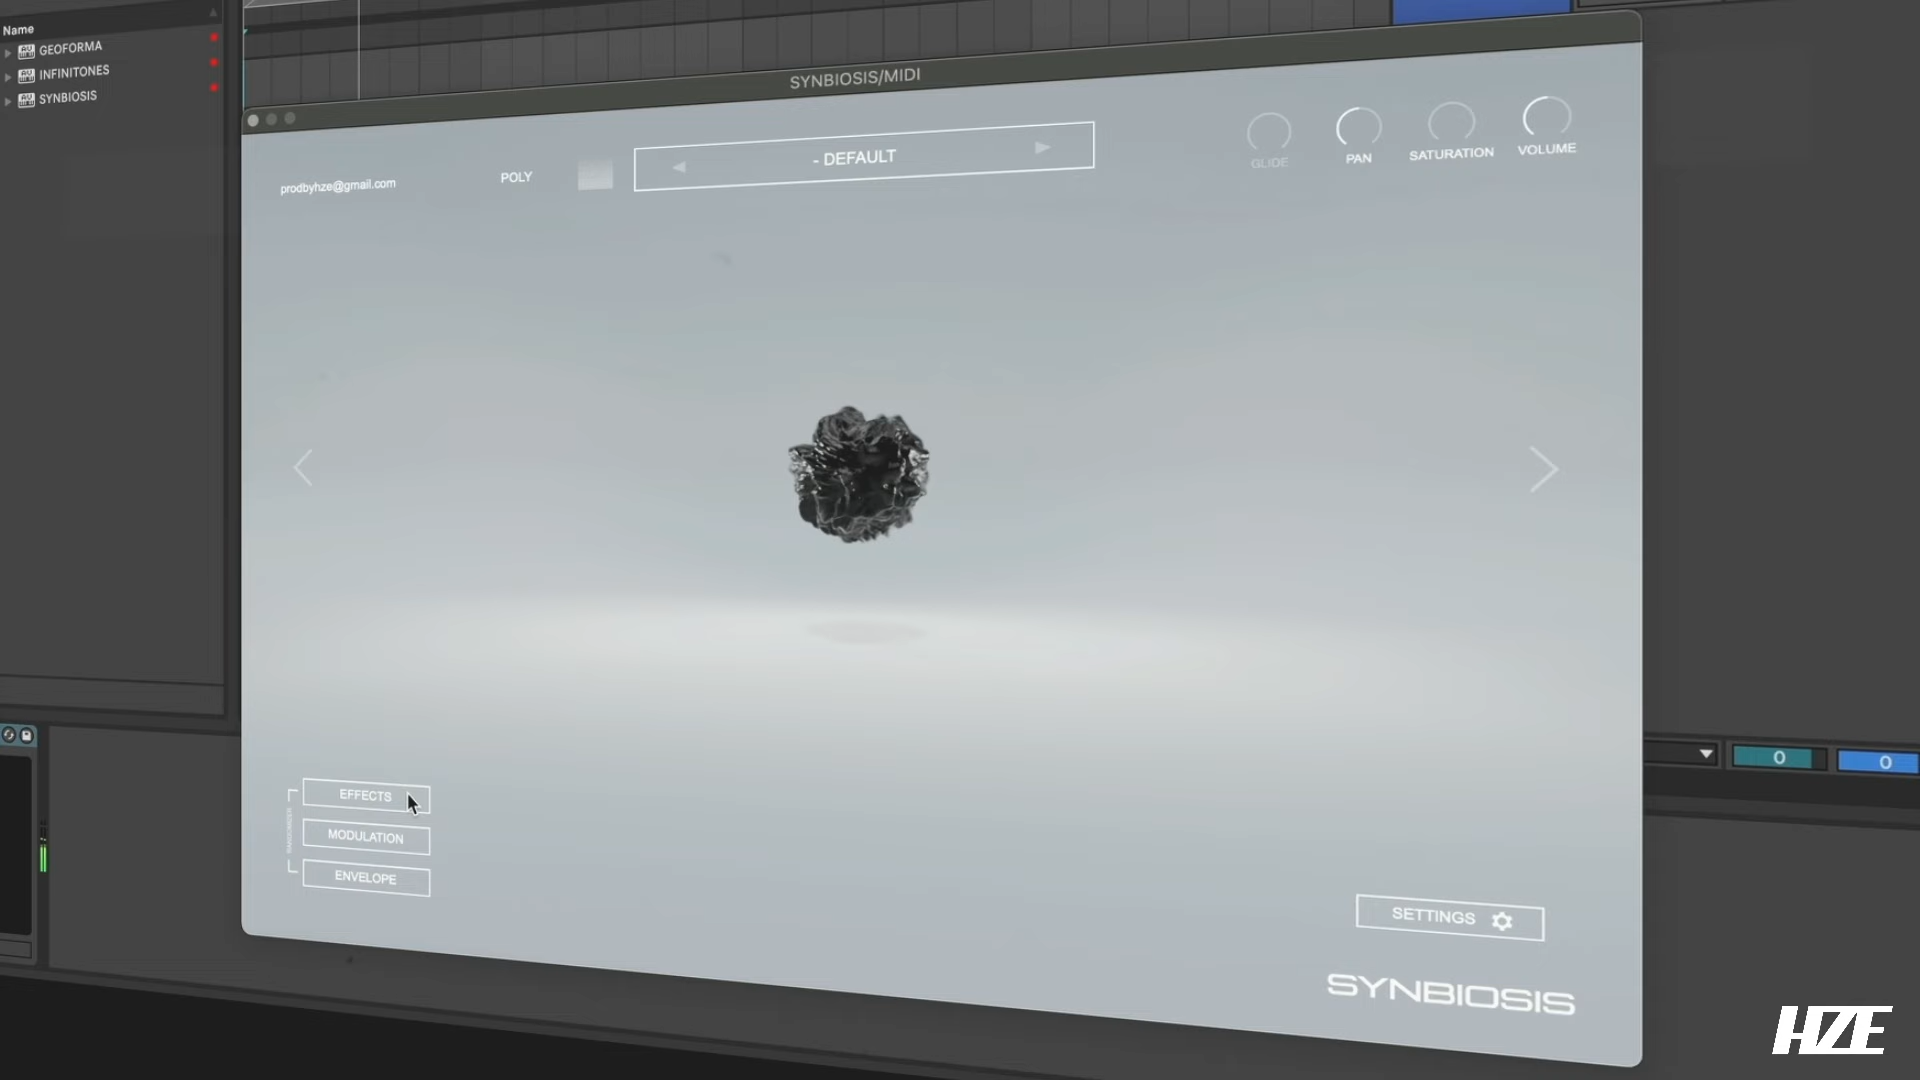 Name
GEOFORMA
INFINITONES
SYNBIOSIS
SYNBIOSIS/MIDI
prodbyhze@gmail.com
POLY
- DEFAULT
GLIDE
PAN
SATURATION
VOLUME
RANDOMIZER
EFFECTS
MODULATION
ENVELOPE
0
0
SETTINGS
SYNBIOSIS
HZE